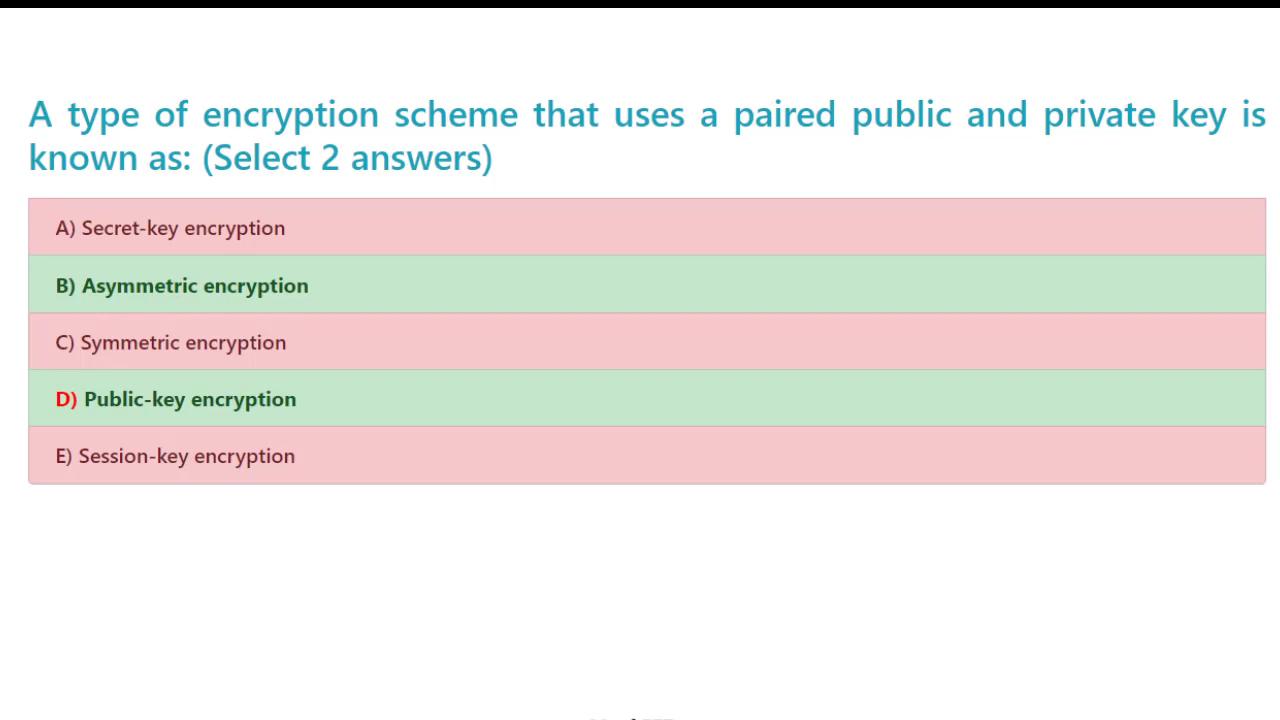 A type of encryption scheme that uses a paired public and private key is
known as: (Select 2 answers)
A) Secret-key encryption
B) Asymmetric encryption
C) Symmetric encryption
D) Public-key encryption
E) Session-key encryption